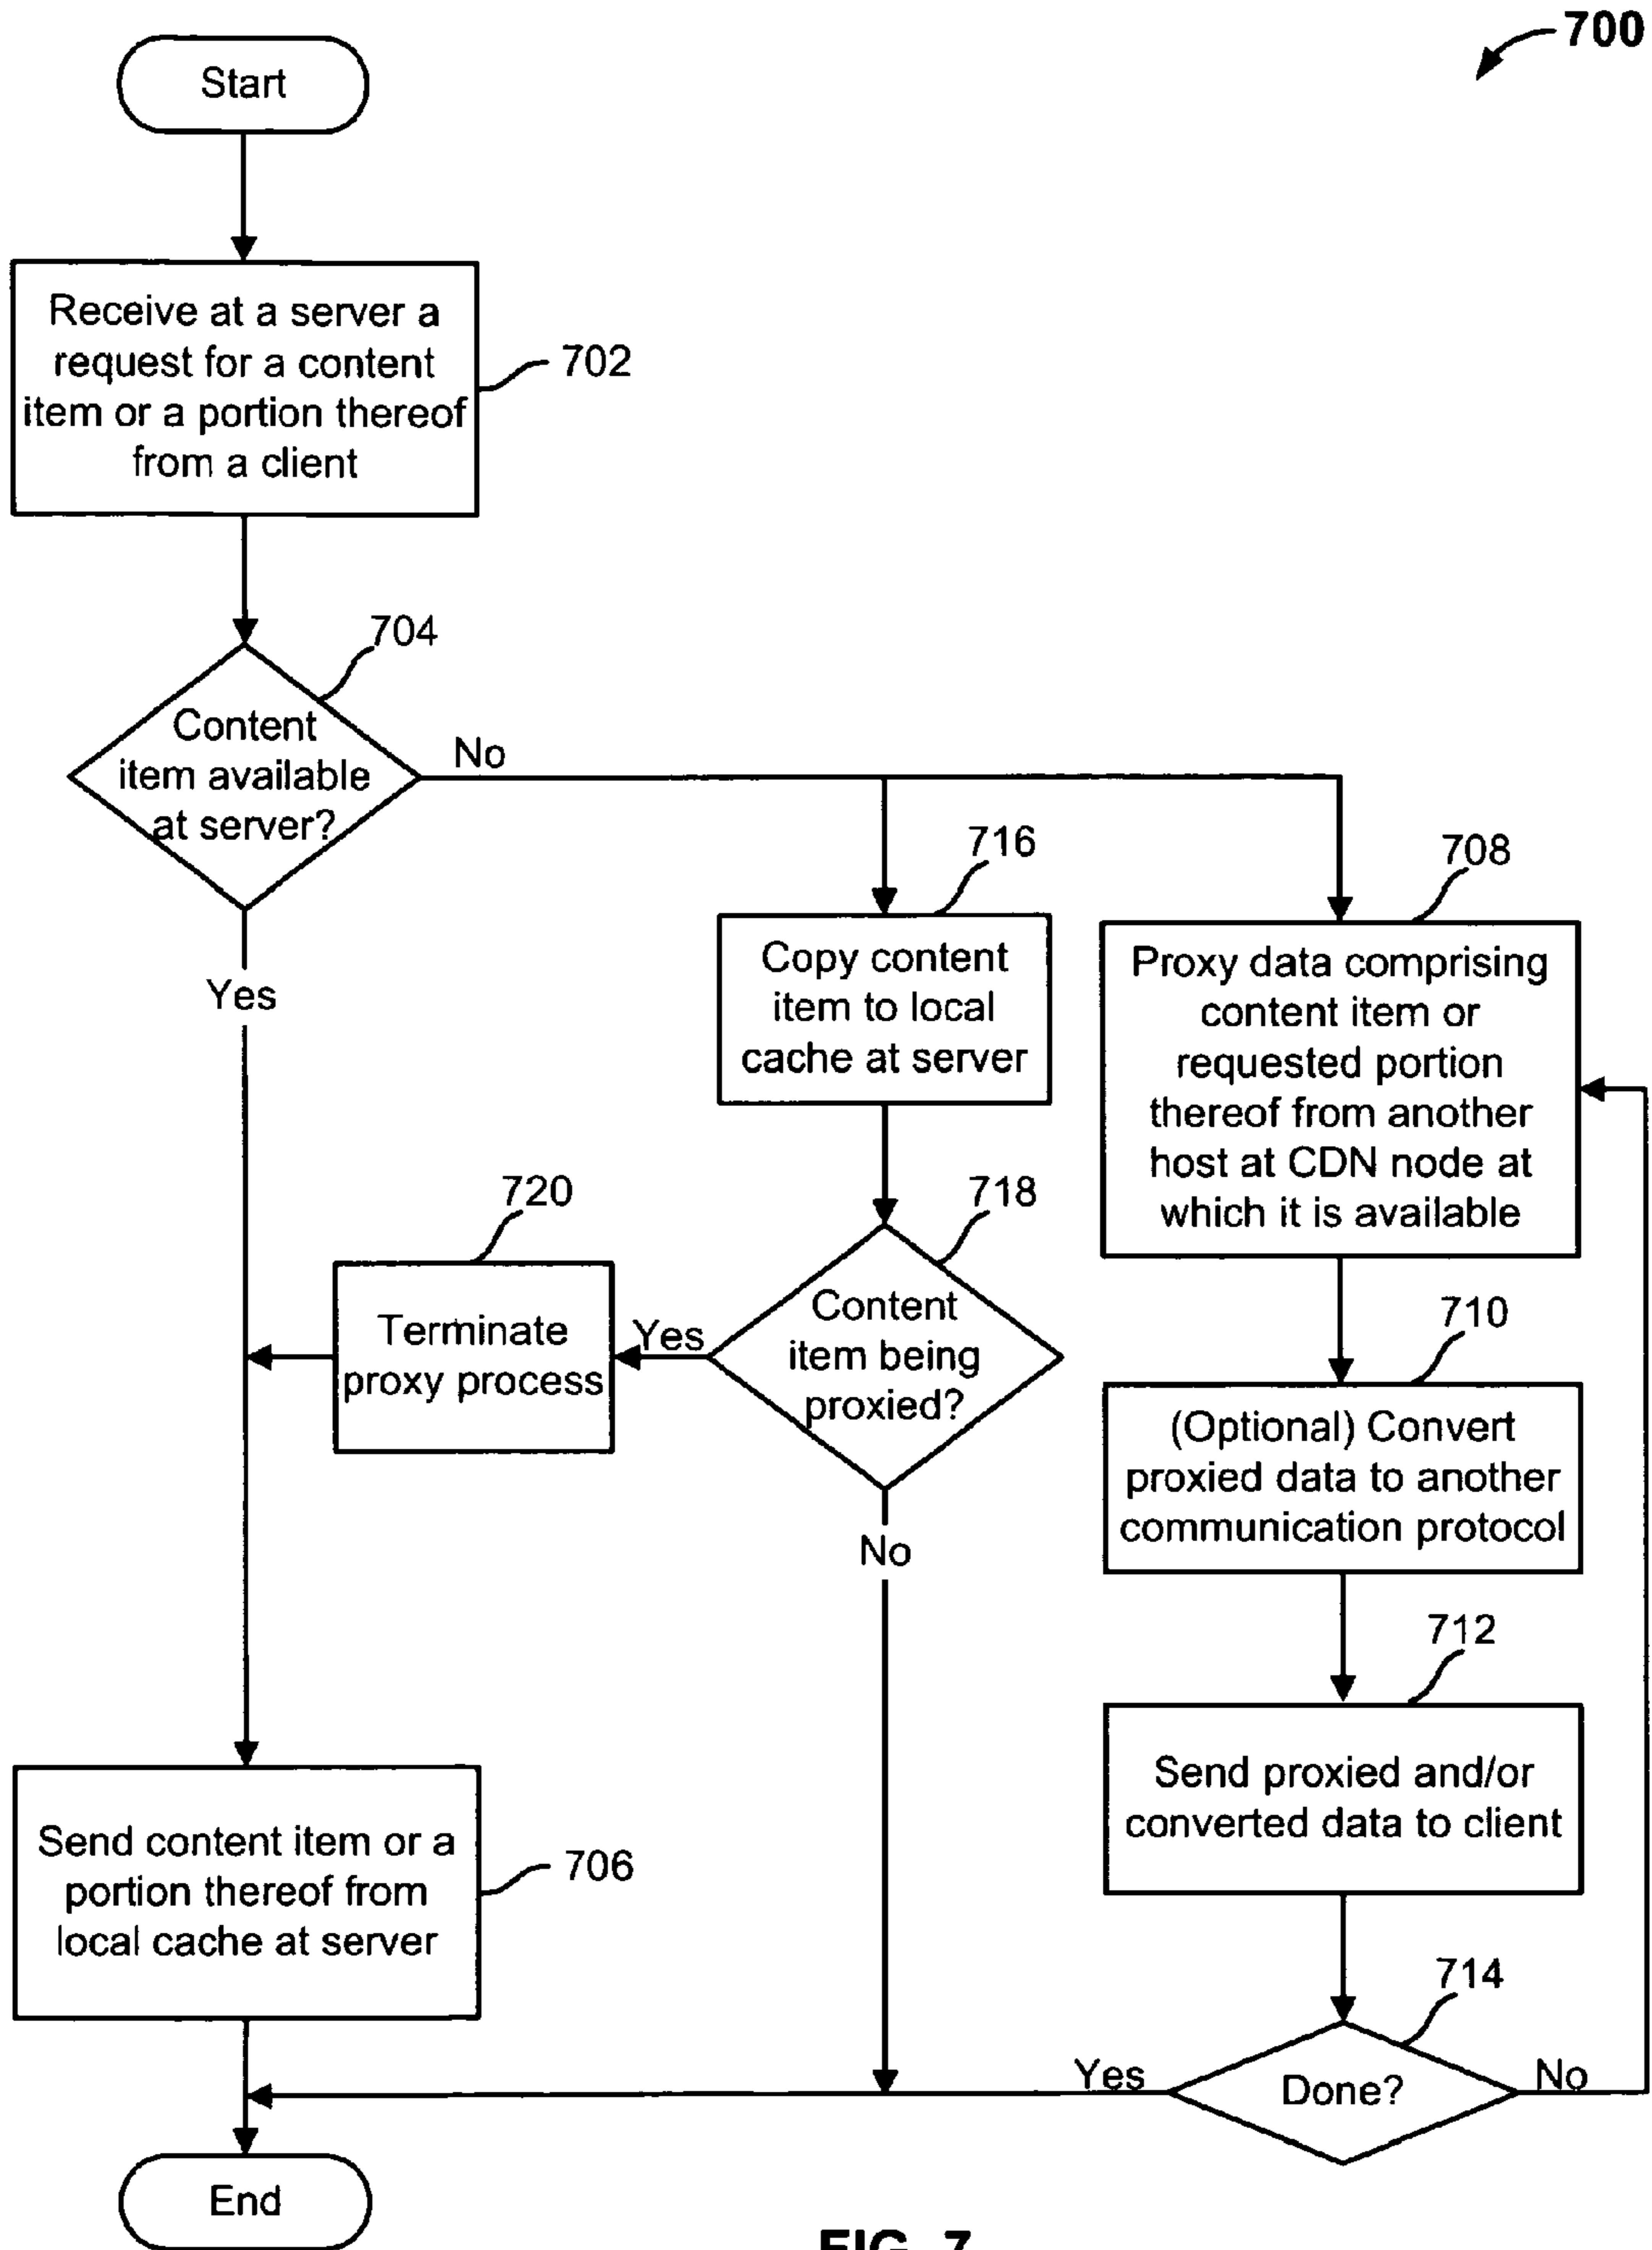 700
Start
Receive at a server a
request for a content
item or a portion thereof
from a client
702
704
Content
item available
at server?
No
Yes
716
Copy content
item to local
cache at server
708
Proxy data comprising
content item or
requested portion
thereof from another
host at CDN node at
which it is available
720
Terminate
proxy process
Yes
718
Content
item being
proxied?
No
710
(Optional) Convert
proxied data to another
communication protocol
712
Send proxied and/or
converted data to client
Send content item or a
portion thereof from
local cache at server
706
714
Done?
Yes
No
End
FIG. 7